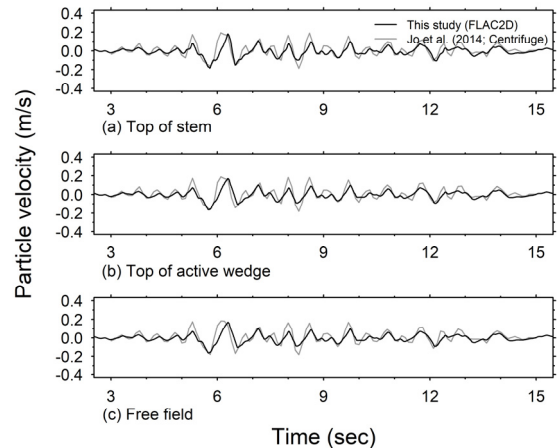 Particle velocity (m/s)
0.4
0.2
0.0
-0.2
-0.4
This study (FLAC2D)
Jo et al. (2014; Centrifuge)
3 6 9 12 15
(a) Top of stem
0.4
0.2
0.0
-0.2
-0.4
3 6 9 12 15
(b) Top of active wedge
0.4
0.2
0.0
-0.2
-0.4
3 6 9 12 15
(c) Free field
Time (sec)